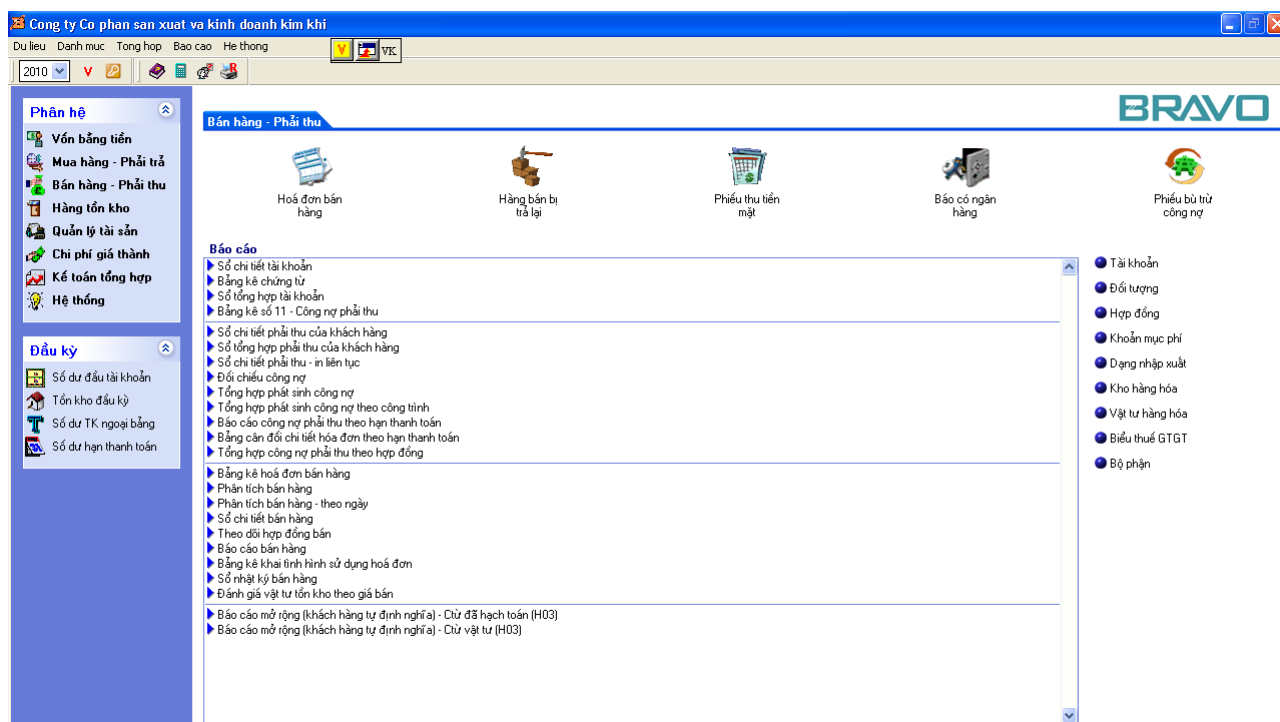 Cong ty Co phan san xuat va kinh doanh kim khi
Du lieu Danh muc Tong hop Bao cao He thong
V VK
2010 V
BRAVO
Phân hệ
Vốn bằng tiền
Mua hàng - Phải trả
Bán hàng - Phải thu
Hàng tồn kho
Quản lý tài sản
Chi phí giá thành
Kế toán tổng hợp
Hệ thống
Đầu kỳ
Số dư đầu tài khoản
Tồn kho đầu kỳ
Số dư TK ngoại bảng
Số dư hạn thanh toán
Bán hàng - Phải thu
Hoá đơn bán
hàng
Hàng bán bị
trả lại
Phiếu thu tiền
mặt
Báo có ngân
hàng
Phiếu bù trừ
công nợ
Báo cáo
Sổ chi tiết tài khoản
Bảng kê chứng từ
Sổ tổng hợp tài khoản
Bảng kê số 11 - Công nợ phải thu
Sổ chi tiết phải thu của khách hàng
Sổ tổng hợp phải thu của khách hàng
Sổ chi tiết phải thu - in liên tục
Đối chiếu công nợ
Tổng hợp phát sinh công nợ
Tổng hợp phát sinh công nợ theo công trình
Báo cáo công nợ phải thu theo hạn thanh toán
Bảng cân đối chi tiết hóa đơn theo hạn thanh toán
Tổng hợp công nợ phải thu theo hợp đồng
Bảng kê hoá đơn bán hàng
Phân tích bán hàng
Phân tích bán hàng - theo ngày
Sổ chi tiết bán hàng
Theo dõi hợp đồng bán
Báo cáo bán hàng
Bảng kê khai tình hình sử dụng hoá đơn
Sổ nhật ký bán hàng
Đánh giá vật tư tồn kho theo giá bán
Báo cáo mở rộng (khách hàng tự định nghĩa) - Ctừ đã hạch toán (H03)
Báo cáo mở rộng (khách hàng tự định nghĩa) - Ctừ vật tư (H03)
Tài khoản
Đối tượng
Hợp đồng
Khoản mục phí
Dạng nhập xuất
Kho hàng hóa
Vật tư hàng hóa
Biểu thuế GTGT
Bộ phận